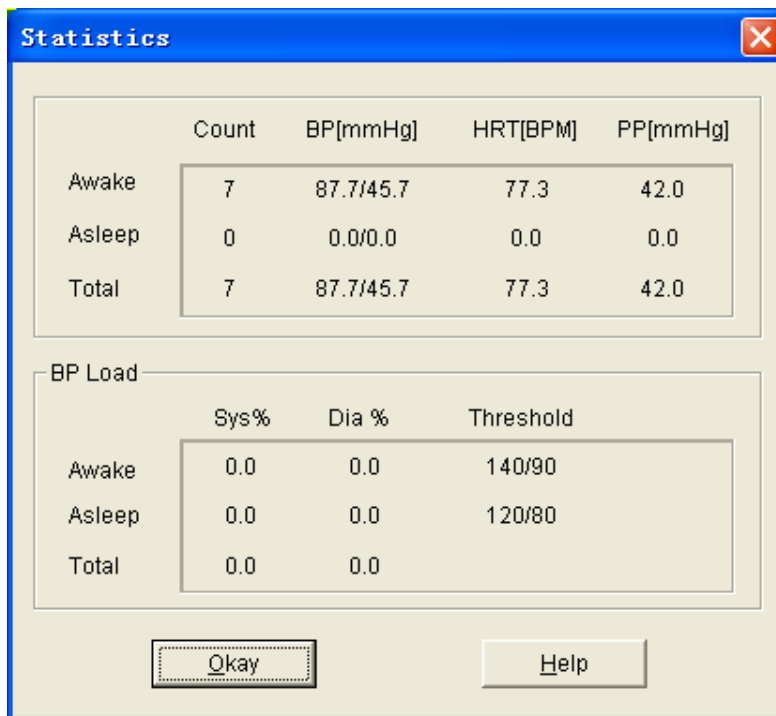 Statistics
Count BP[mmHg] HRT[BPM] PP[mmHg]
Awake 7 87.7/45.7 77.3 42.0
Asleep 0 0.0/0.0 0.0 0.0
Total 7 87.7/45.7 77.3 42.0
BP Load
Sys% Dia % Threshold
Awake 0.0 0.0 140/90
Asleep 0.0 0.0 120/80
Total 0.0 0.0
Okay Help